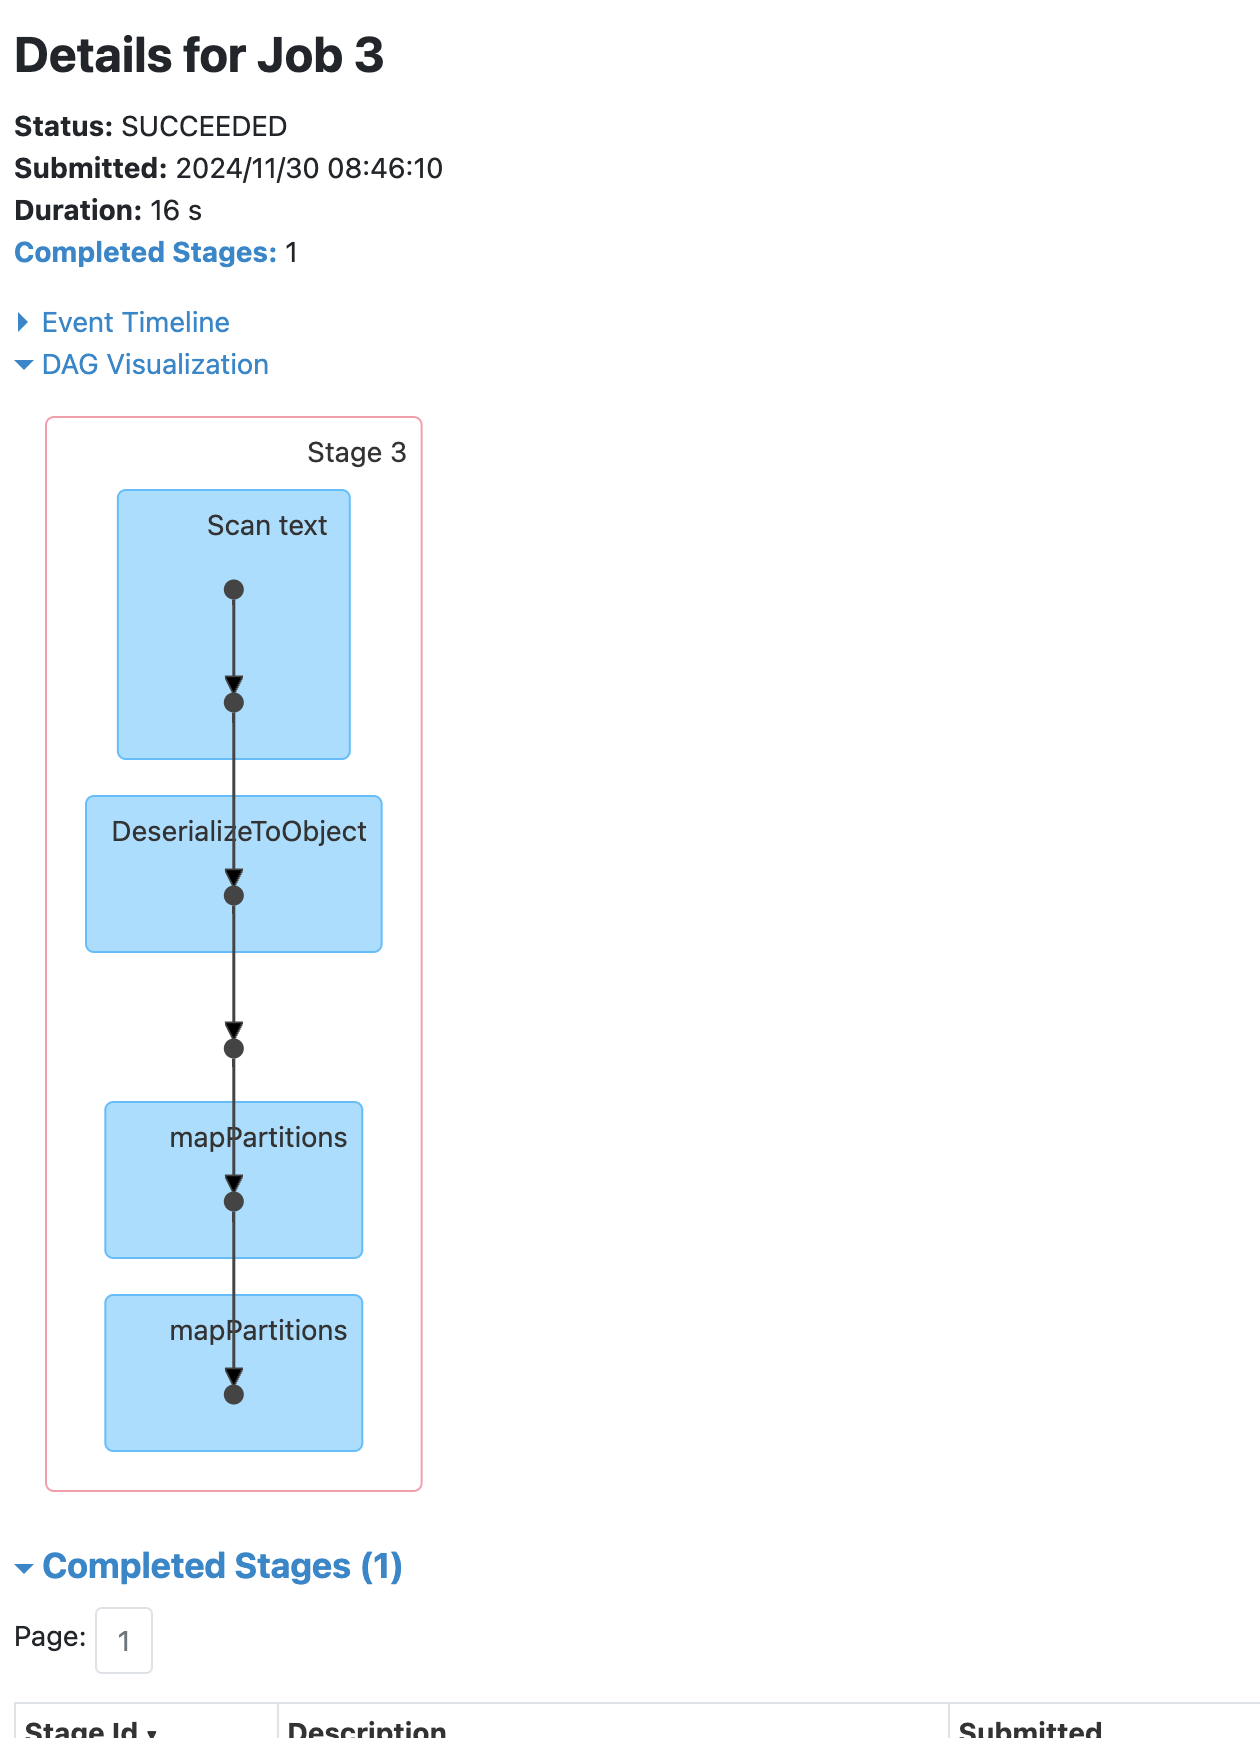 Details for Job 3
Status: SUCCEEDED
Submitted: 2024/11/30 08:46:10
Duration: 16 s
Completed Stages: 1
Event Timeline
DAG Visualization
Stage 3
Scan text
DeserializeToObject
mapPartitions
mapPartitions
Completed Stages (1)
Page: 1
Stage Id Description Submitted